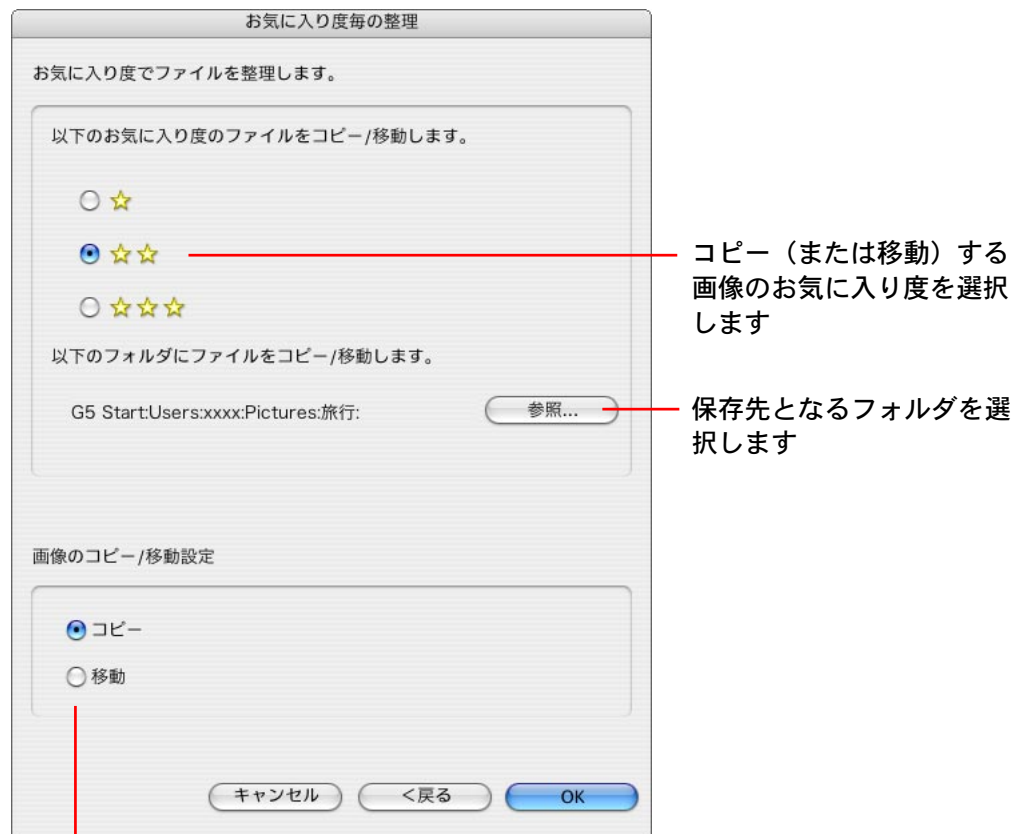 お気に入り度毎の整理
お気に入り度でファイルを整理します。
以下のお気に入り度のファイルをコピー/移動します。
コピー（または移動）する
画像のお気に入り度を選択
します
以下のフォルダにファイルをコピー/移動します。
G5 Start:Users:xxxx:Pictures:旅行:
参照...
保存先となるフォルダを選
択します
画像のコピー/移動設定
コピー
移動
キャンセル
<戻る
OK